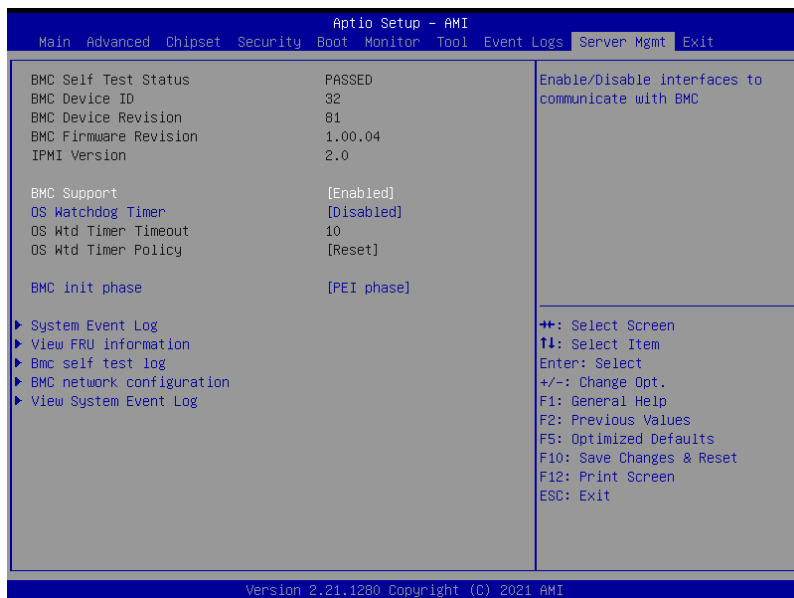 Aptio Setup – AMI
Main Advanced Chipset Security Boot Monitor Tool Event Logs Server Mgmt Exit
BMC Self Test Status PASSED
BMC Device ID 32
BMC Device Revision 81
BMC Firmware Revision 1.00.04
IPMI Version 2.0
BMC Support [Enabled]
OS Watchdog Timer [Disabled]
OS Wtd Timer Timeout 10
OS Wtd Timer Policy [Reset]
BMC init phase [PEI phase]
System Event Log
View FRU information
Bmc self test log
BMC network configuration
View System Event Log
Enable/Disable interfaces to
communicate with BMC
→←: Select Screen
↑↓: Select Item
Enter: Select
+/-: Change Opt.
F1: General Help
F2: Previous Values
F5: Optimized Defaults
F10: Save Changes & Reset
F12: Print Screen
ESC: Exit
Version 2.21.1280 Copyright (C) 2021 AMI